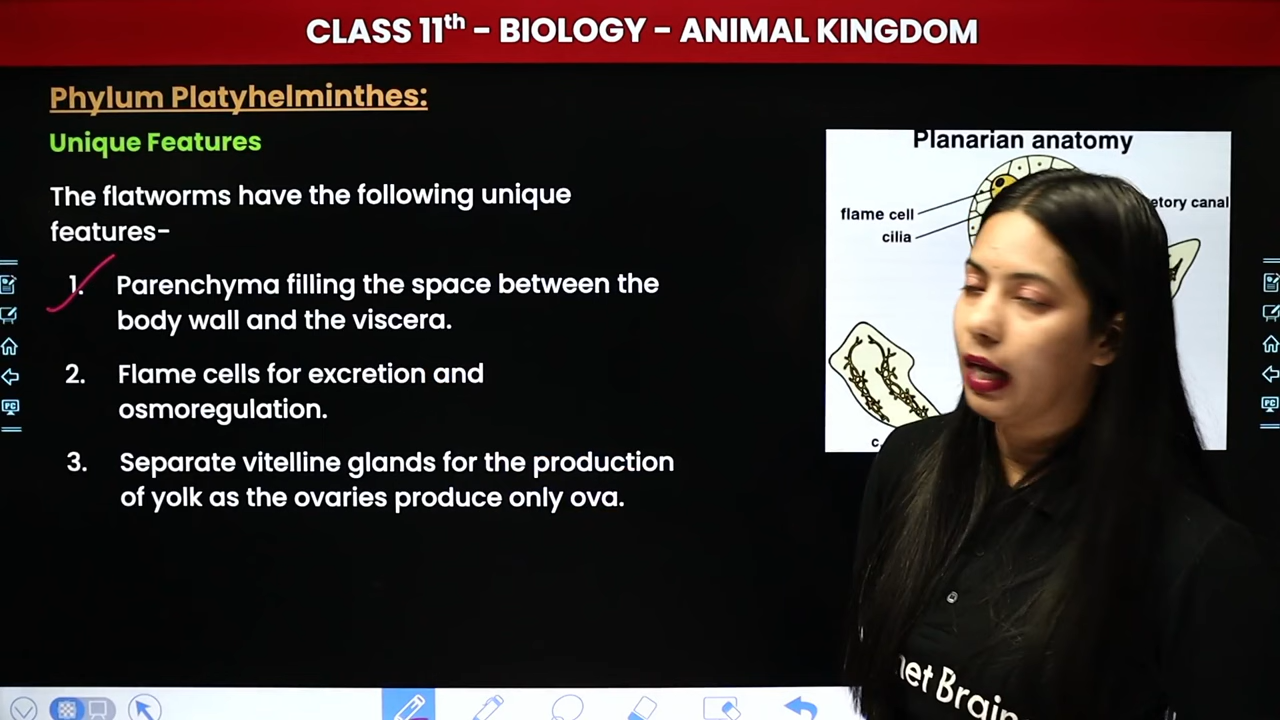 CLASS 11th - BIOLOGY - ANIMAL KINGDOM
Phylum Platyhelminthes:
Unique Features
The flatworms have the following unique
features-
1. Parenchyma filling the space between the
body wall and the viscera.
2. Flame cells for excretion and
osmoregulation.
3. Separate vitelline glands for the production
of yolk as the ovaries produce only ova.
Planarian anatomy
flame cell
cilia
etory canal
c.
PC
PC
net Brain